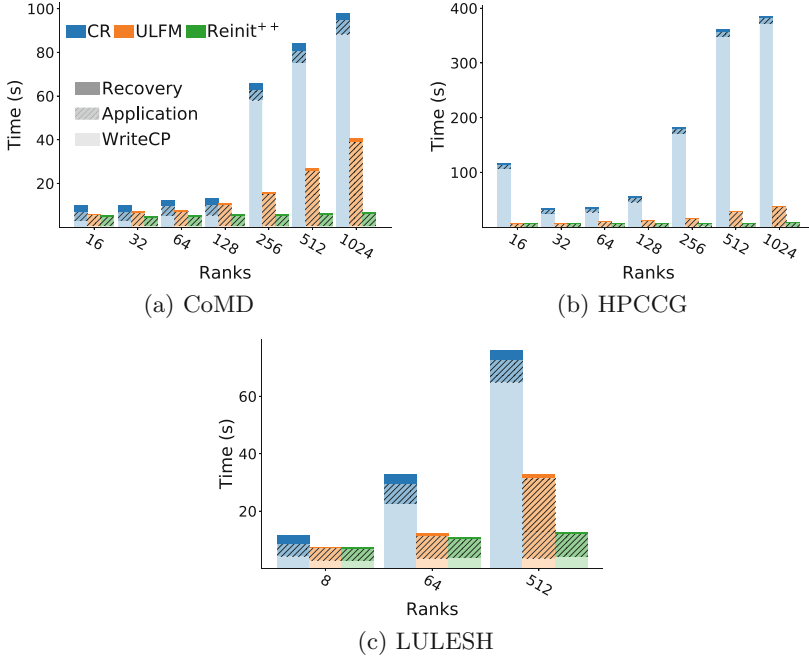 CR ULFM Reinit++
Recovery
Application
WriteCP
Time (s)
100
80
60
40
20
16 32 64 128 256 512 1024
Ranks
(a) CoMD
Time (s)
400
300
200
100
16 32 64 128 256 512 1024
Ranks
(b) HPCCG
Time (s)
60
40
20
8 64 512
Ranks
(c) LULESH